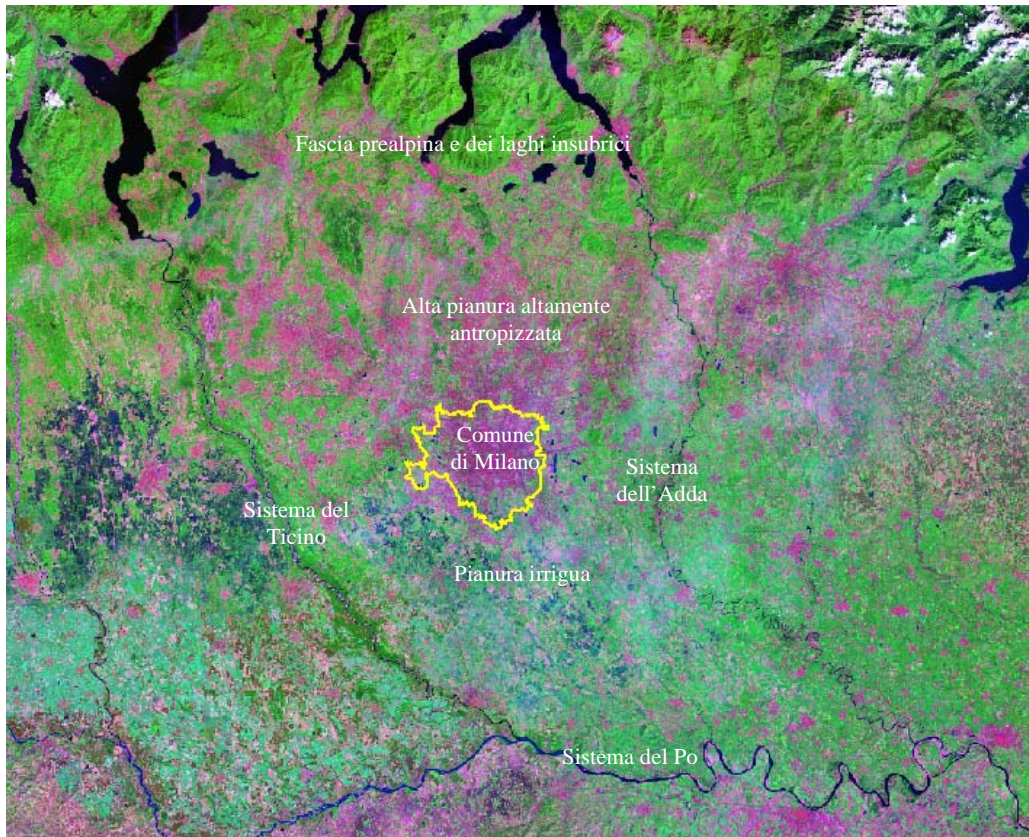 Fascia prealpina e dei laghi insubrici
Alta pianura altamente
antropizzata
Comune
di Milano
Sistema
dell'Adda
Sistema del
Ticino
Pianura irrigua
Sistema del Po